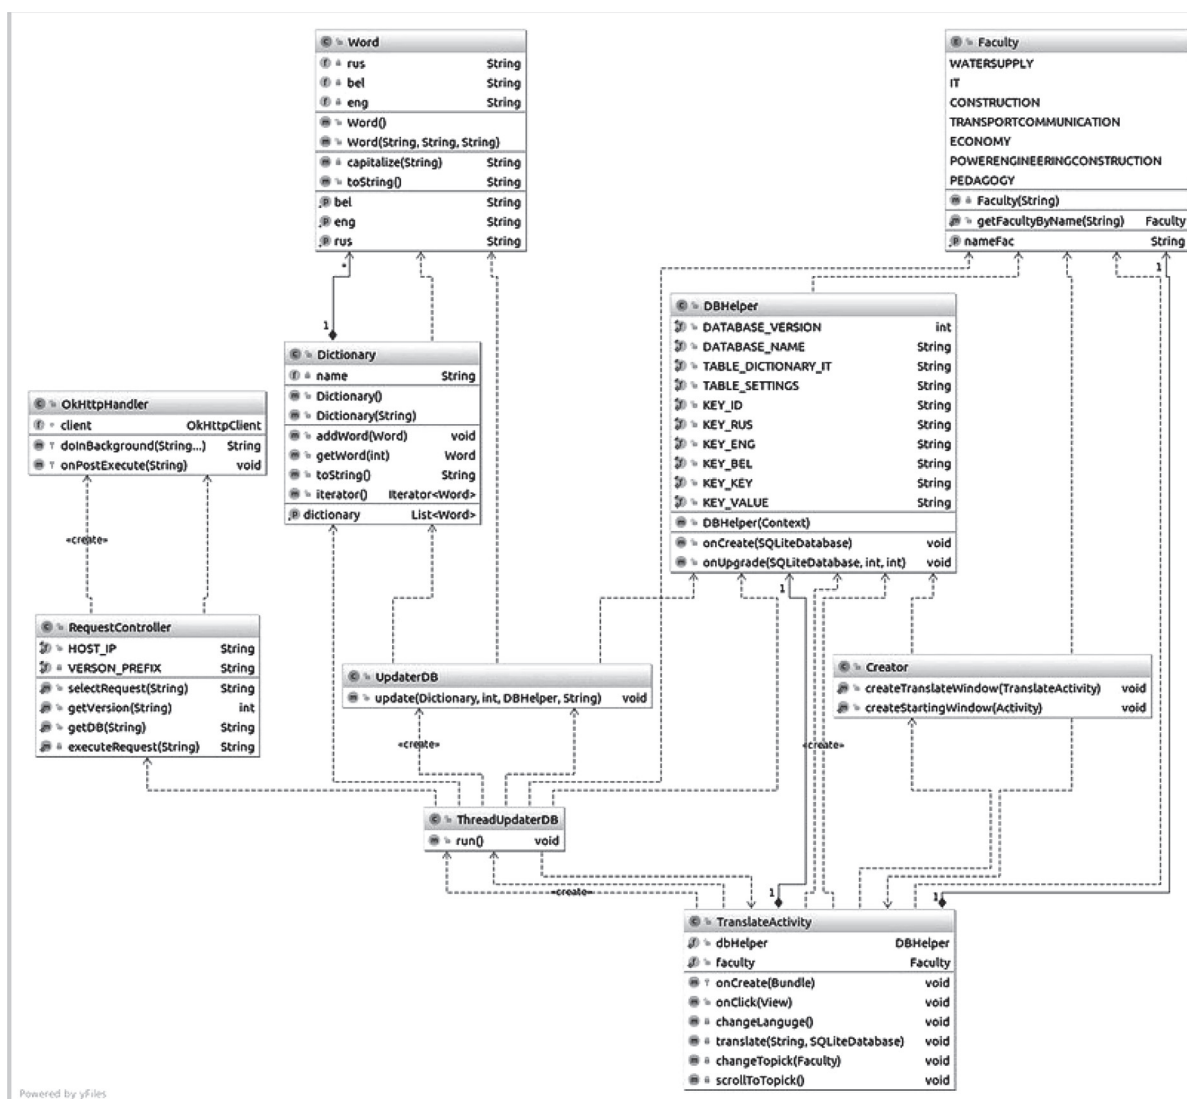 Word
rus String
bel String
eng String
Word()
Word(String, String, String)
capitalize(String) String
toString() String
bel String
eng String
rus String
*
1
Faculty
WATERSUPPLY
IT
CONSTRUCTION
TRANSPORTCOMMUNICATION
ECONOMY
POWERENGINEERINGCONSTRUCTION
PEDAGOGY
Faculty(String)
getFacultyByName(String) Faculty
nameFac String
1
DBHelper
DATABASE_VERSION int
DATABASE_NAME String
TABLE_DICTIONARY_IT String
TABLE_SETTINGS String
KEY_ID String
KEY_RUS String
KEY_ENG String
KEY_BEL String
KEY_KEY String
KEY_VALUE String
DBHelper(Context)
onCreate(SQLiteDatabase) void
onUpgrade(SQLiteDatabase, int, int) void
1
Dictionary
name String
Dictionary()
Dictionary(String)
addWord(Word) void
getWord(int) Word
toString() String
iterator() Iterator<Word>
dictionary List<Word>
OkHttpHandler
client OkHttpClient
doInBackground(String...) String
onPostExecute(String) void
«create»
RequestController
HOST_IP String
VERSON_PREFIX String
selectRequest(String) String
getVersion(String) int
getDB(String) String
executeRequest(String) String
UpdaterDB
update(Dictionary, int, DBHelper, String) void
«create»
Creator
createTranslateWindow(TranslateActivity) void
createStartingWindow(Activity) void
«create»
ThreadUpdaterDB
run() void
«create»
1
1
TranslateActivity
dbHelper DBHelper
faculty Faculty
onCreate(Bundle) void
onClick(View) void
changeLanguge() void
translate(String, SQLiteDatabase) void
changeTopick(Faculty) void
scrollToTopick() void
Powered by yFiles